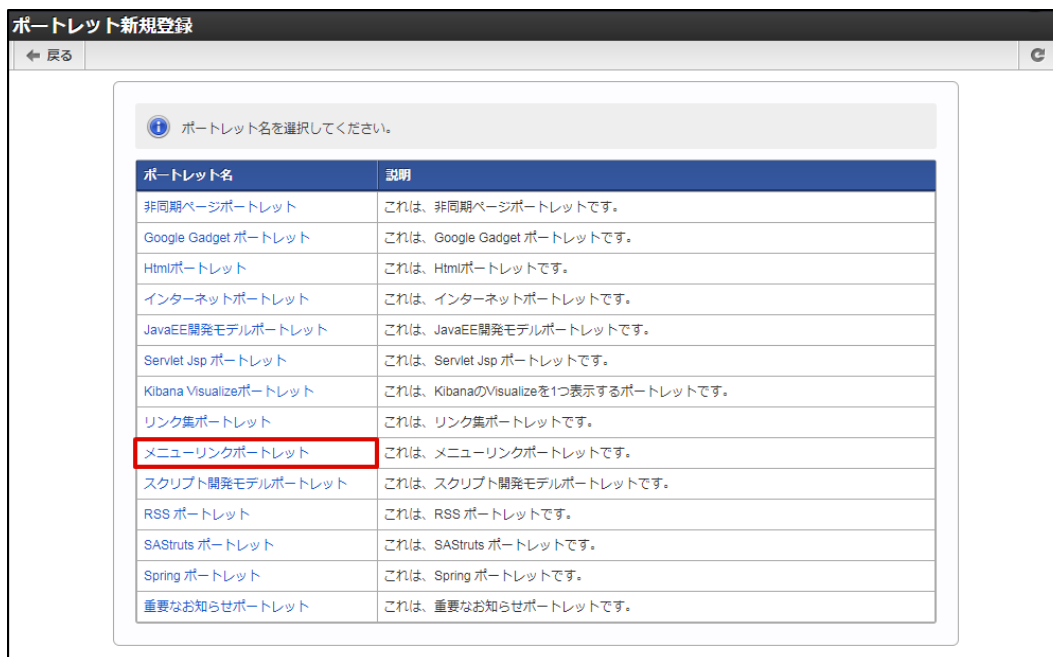 ポートレット新規登録
戻る
ポートレット名を選択してください。
ポートレット名 説明
非同期ページポートレット これは、非同期ページポートレットです。
Google Gadget ポートレット これは、Google Gadget ポートレットです。
Htmlポートレット これは、Htmlポートレットです。
インターネットポートレット これは、インターネットポートレットです。
JavaEE開発モデルポートレット これは、JavaEE開発モデルポートレットです。
Servlet Jsp ポートレット これは、Servlet Jsp ポートレットです。
Kibana Visualizeポートレット これは、KibanaのVisualizeを1つ表示するポートレットです。
リンク集ポートレット これは、リンク集ポートレットです。
メニューリンクポートレット これは、メニューリンクポートレットです。
スクリプト開発モデルポートレット これは、スクリプト開発モデルポートレットです。
RSS ポートレット これは、RSS ポートレットです。
SAStruts ポートレット これは、SAStruts ポートレットです。
Spring ポートレット これは、Spring ポートレットです。
重要なお知らせポートレット これは、重要なお知らせポートレットです。